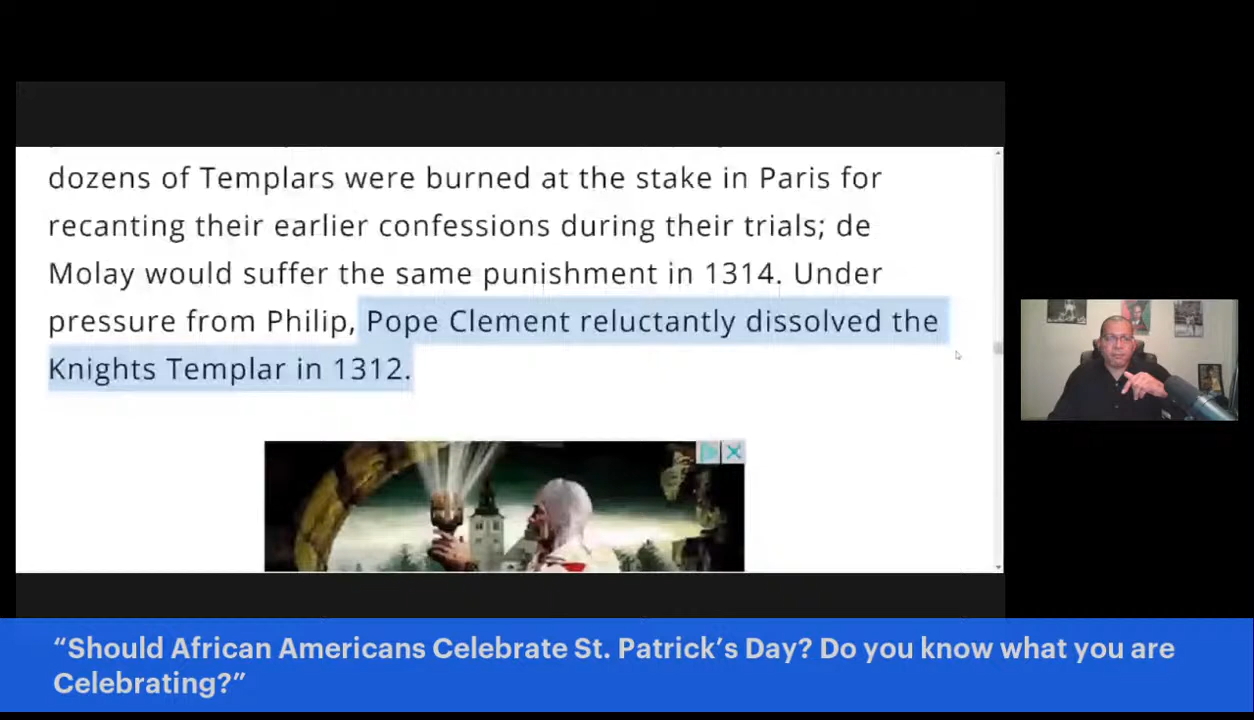 dozens of Templars were burned at the stake in Paris for
recanting their earlier confessions during their trials; de
Molay would suffer the same punishment in 1314. Under
pressure from Philip, Pope Clement reluctantly dissolved the
Knights Templar in 1312.
“Should African Americans Celebrate St. Patrick’s Day? Do you know what you are
Celebrating?”